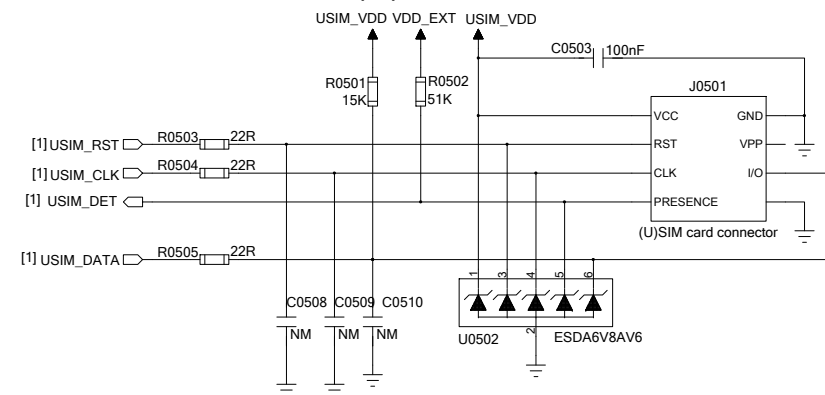 USIM_VDD VDD_EXT USIM_VDD
C0503 100nF
R0501 15K
R0502 51K
J0501
VCC GND
[1] USIM_RST R0503 22R RST VPP
[1] USIM_CLK R0504 22R CLK I/O
[1] USIM_DET PRESENCE
(U)SIM card connector
[1] USIM_DATA R0505 22R
1 3 4 5 6
C0508 C0509 C0510
NM NM NM
2
U0502 ESDA6V8AV6